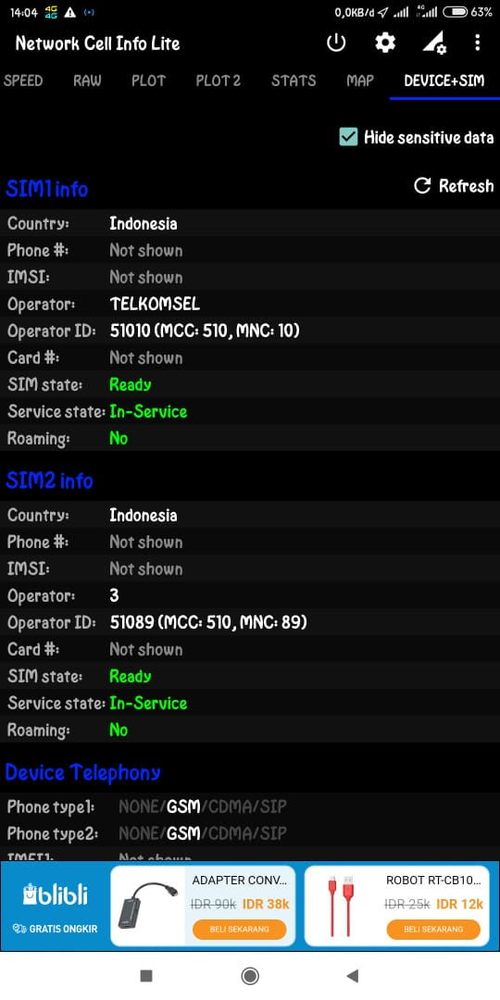 14:04 4G 4G 0,0KB/d 4G 63%
Network Cell Info Lite
SPEED RAW PLOT PLOT 2 STATS MAP DEVICE+SIM
Hide sensitive data
SIM1 info Refresh
Country: Indonesia
Phone #: Not shown
IMSI: Not shown
Operator: TELKOMSEL
Operator ID: 51010 (MCC: 510, MNC: 10)
Card #: Not shown
SIM state: Ready
Service state: In-Service
Roaming: No
SIM2 info
Country: Indonesia
Phone #: Not shown
IMSI: Not shown
Operator: 3
Operator ID: 51089 (MCC: 510, MNC: 89)
Card #: Not shown
SIM state: Ready
Service state: In-Service
Roaming: No
Device Telephony
Phone type1: NONE/GSM/CDMA/SIP
Phone type2: NONE/GSM/CDMA/SIP
IMEI1: Not shown
blibli
GRATIS ONGKIR
ADAPTER CONV...
IDR 90k IDR 38k
BELI SEKARANG
ROBOT RT-CB10...
IDR 25k IDR 12k
BELI SEKARANG